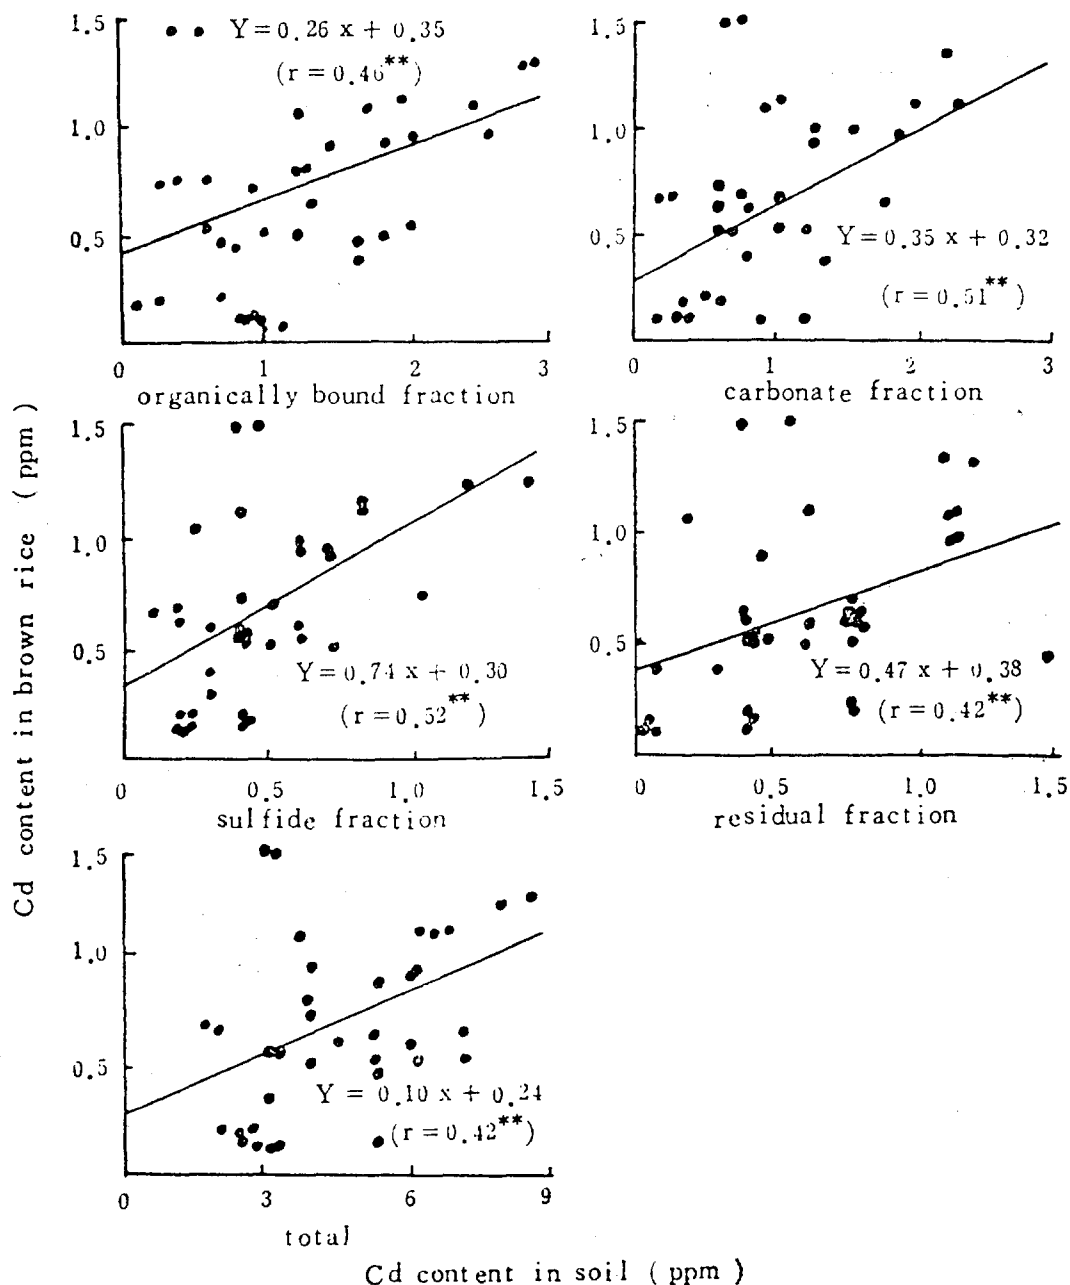 1.5
1.0
0.5
Y=0.26 x + 0.35
(r=0.46**)
0 1 2 3
organically bound fraction
1.5
1.0
0.5
Y=0.35 x + 0.32
(r=0.51**)
0 1 2 3
carbonate fraction
1.5
1.0
0.5
Y=0.74 x + 0.30
(r=0.52**)
0 0.5 1.0 1.5
sulfide fraction
1.5
1.0
0.5
Y=0.47 x + 0.38
(r=0.42**)
0 0.5 1.0 1.5
residual fraction
1.5
1.0
0.5
Y = 0.10 x + 0.24
(r=0.42**)
0 3 6 9
total
Cd content in brown rice (ppm)
Cd content in soil (ppm)